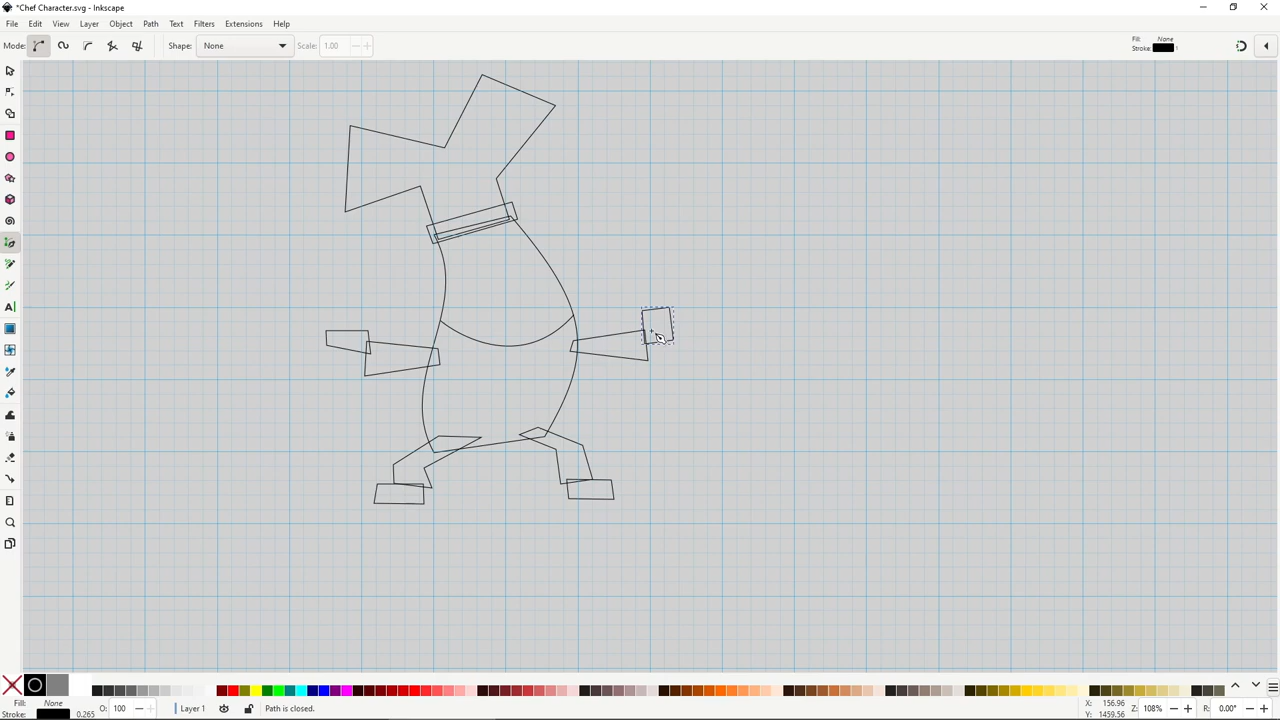 *Chef Character.svg - Inkscape
File Edit View Layer Object Path Text Filters Extensions Help
Mode: Shape: None Scale: 1.00 Fill: None
Stroke: 1
Fill: None O: 100 Layer 1 Path is closed. X: 156.96 Z: 108% R: 0.00°
Stroke: 0.265 Y: 1459.56